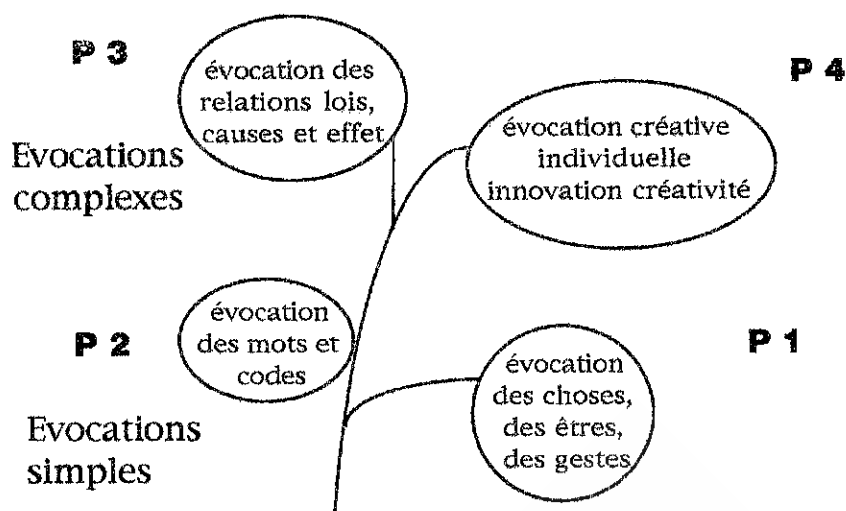 P 3
évocation des
relations lois,
causes et effet
P 4
évocation créative
individuelle
innovation créativité
Evocations
complexes
P 2
évocation
des mots et
codes
P 1
évocation
des choses,
des êtres,
des gestes
Evocations
simples